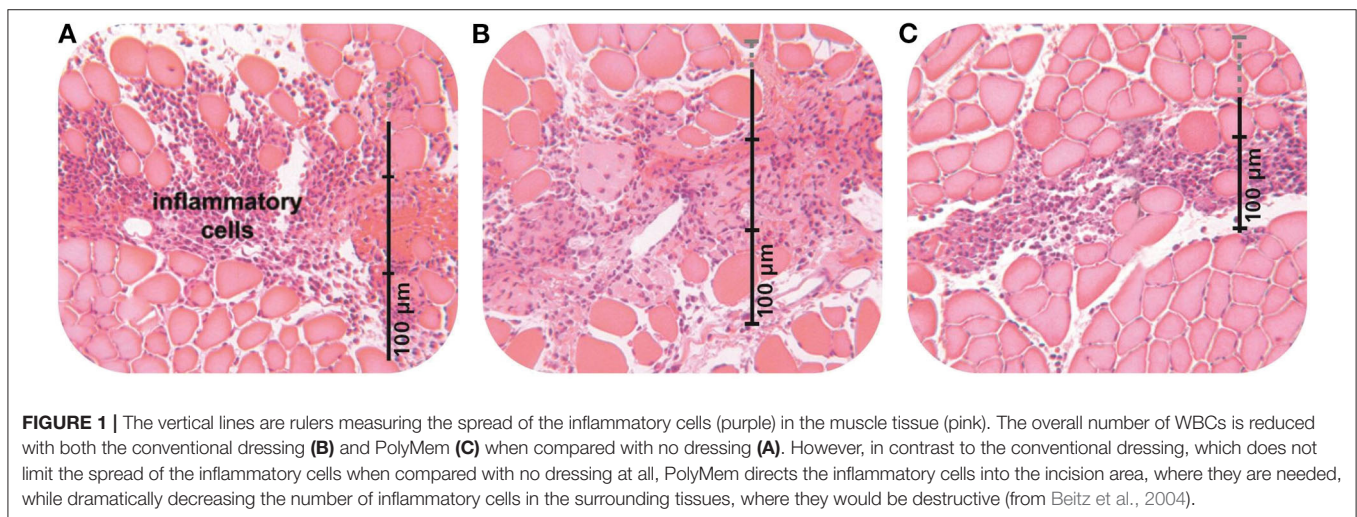 A
B
C
inflammatory
cells
100 µm
100 µm
100 µm
FIGURE 1 | The vertical lines are rulers measuring the spread of the inflammatory cells (purple) in the muscle tissue (pink). The overall number of WBCs is reduced
with both the conventional dressing (B) and PolyMem (C) when compared with no dressing (A). However, in contrast to the conventional dressing, which does not
limit the spread of the inflammatory cells when compared with no dressing at all, PolyMem directs the inflammatory cells into the incision area, where they are needed,
while dramatically decreasing the number of inflammatory cells in the surrounding tissues, where they would be destructive (from Beitz et al., 2004).